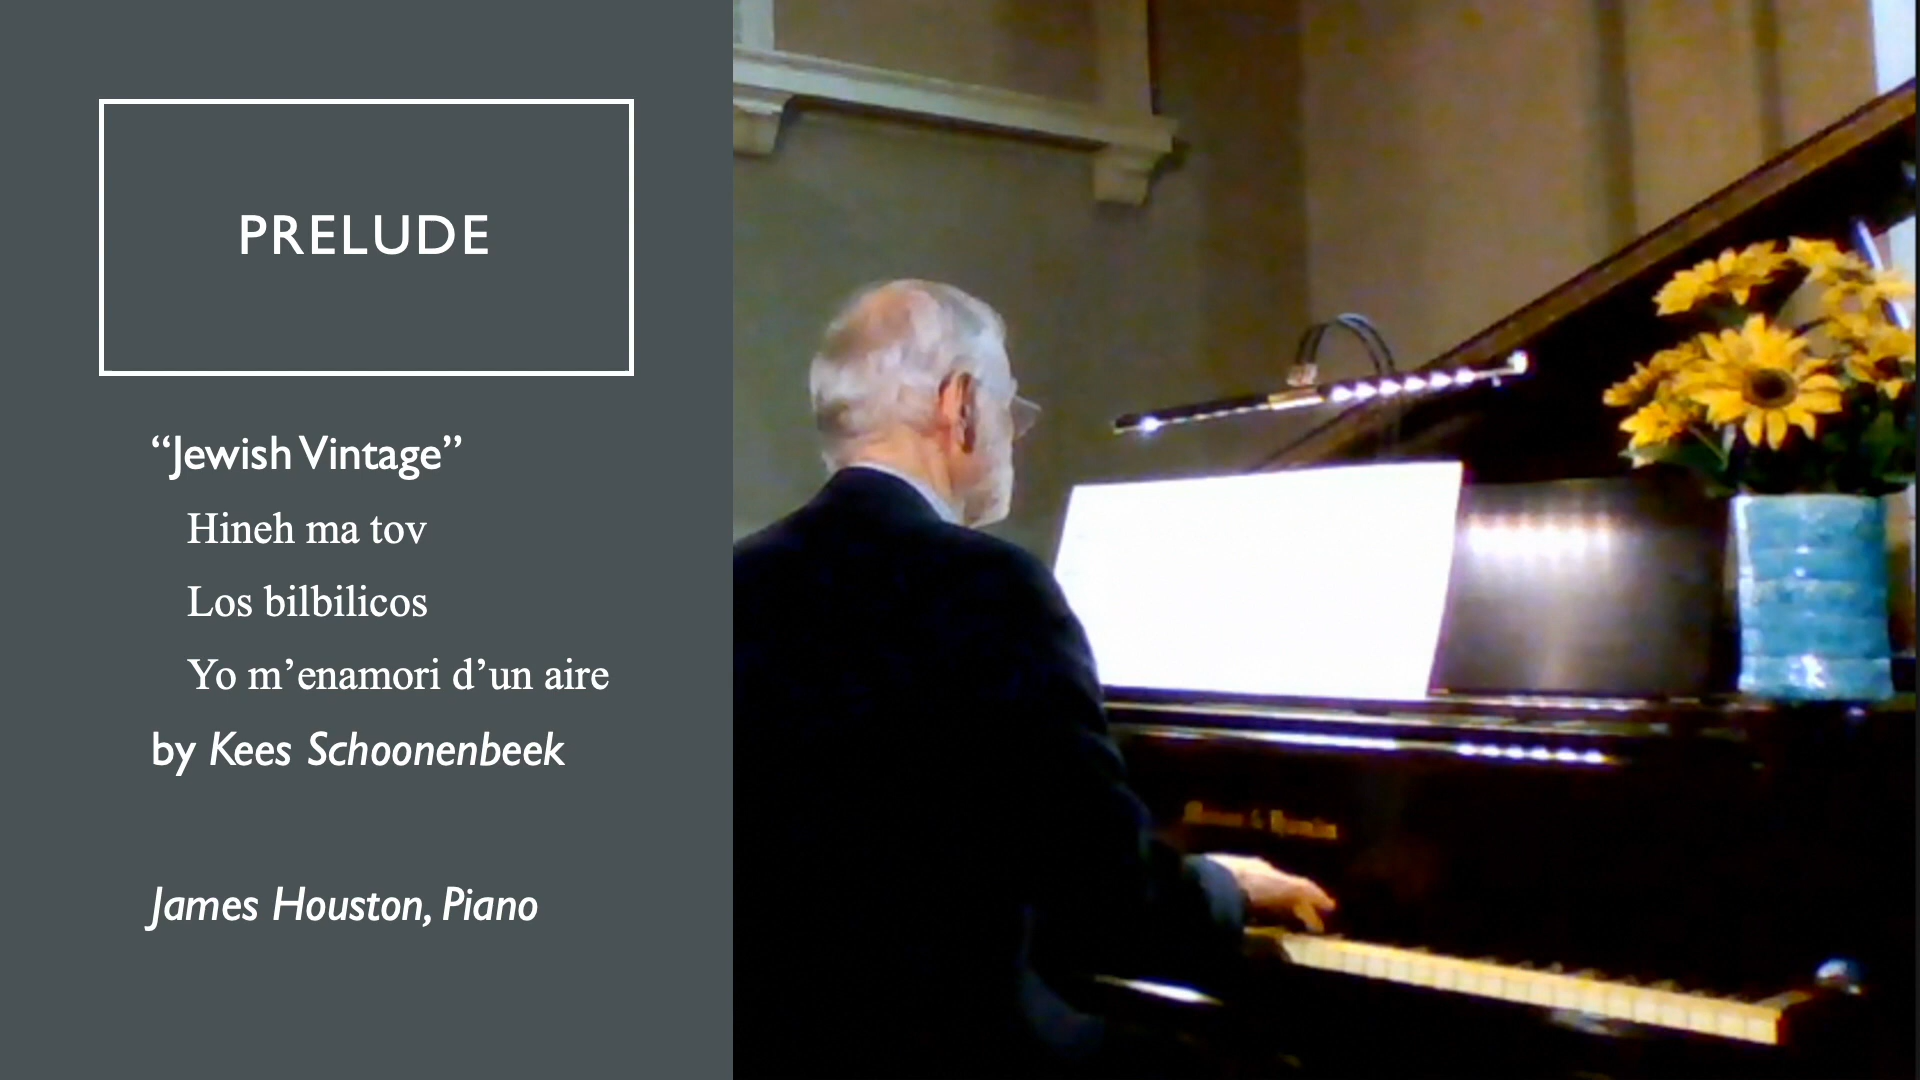 PRELUDE
“Jewish Vintage”
Hineh ma tov
Los bilbilicos
Yo m’enamori d’un aire
by Kees Schoonenbeek
James Houston, Piano